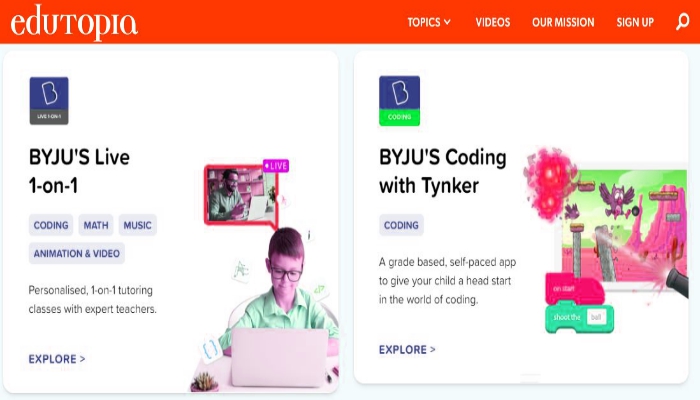 edutopia
TOPICS
VIDEOS
OUR MISSION
SIGN UP
LIVE 1-ON-1
BYJU'S Live
1-on-1
CODING
MATH
MUSIC
ANIMATION & VIDEO
Personalised, 1-on-1 tutoring
classes with expert teachers.
EXPLORE >
LIVE
CODING
BYJU'S Coding
with Tynker
CODING
A grade based, self-paced app
to give your child a head start
in the world of coding.
EXPLORE >
on start
shoot the ball